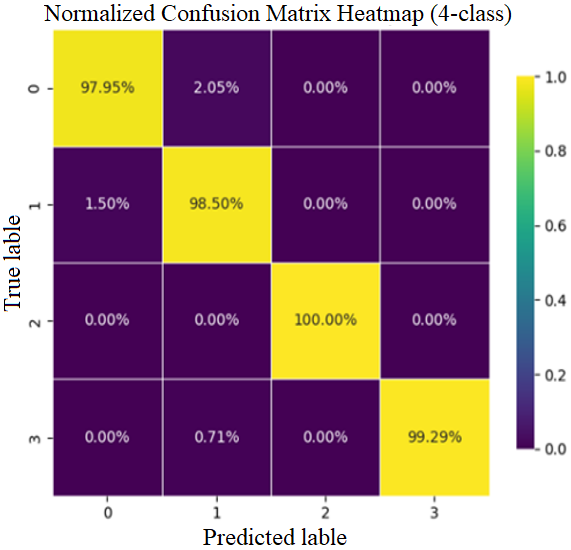 Normalized Confusion Matrix Heatmap (4-class)
0 97.95% 2.05% 0.00% 0.00%
1 1.50% 98.50% 0.00% 0.00%
2 0.00% 0.00% 100.00% 0.00%
3 0.00% 0.71% 0.00% 99.29%
0 1 2 3
Predicted lable
True lable
1.0
0.8
0.6
0.4
0.2
0.0